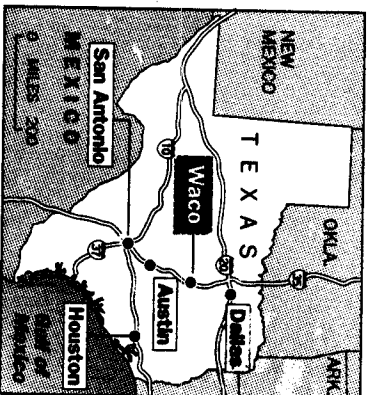 NEW
MEXICO
OKLA.
ARK.
TEXAS
Waco
Dallas
20
35
10
San Antonio
Austin
37
Houston
MEXICO
0 MILES 200
Gulf of
Mexico